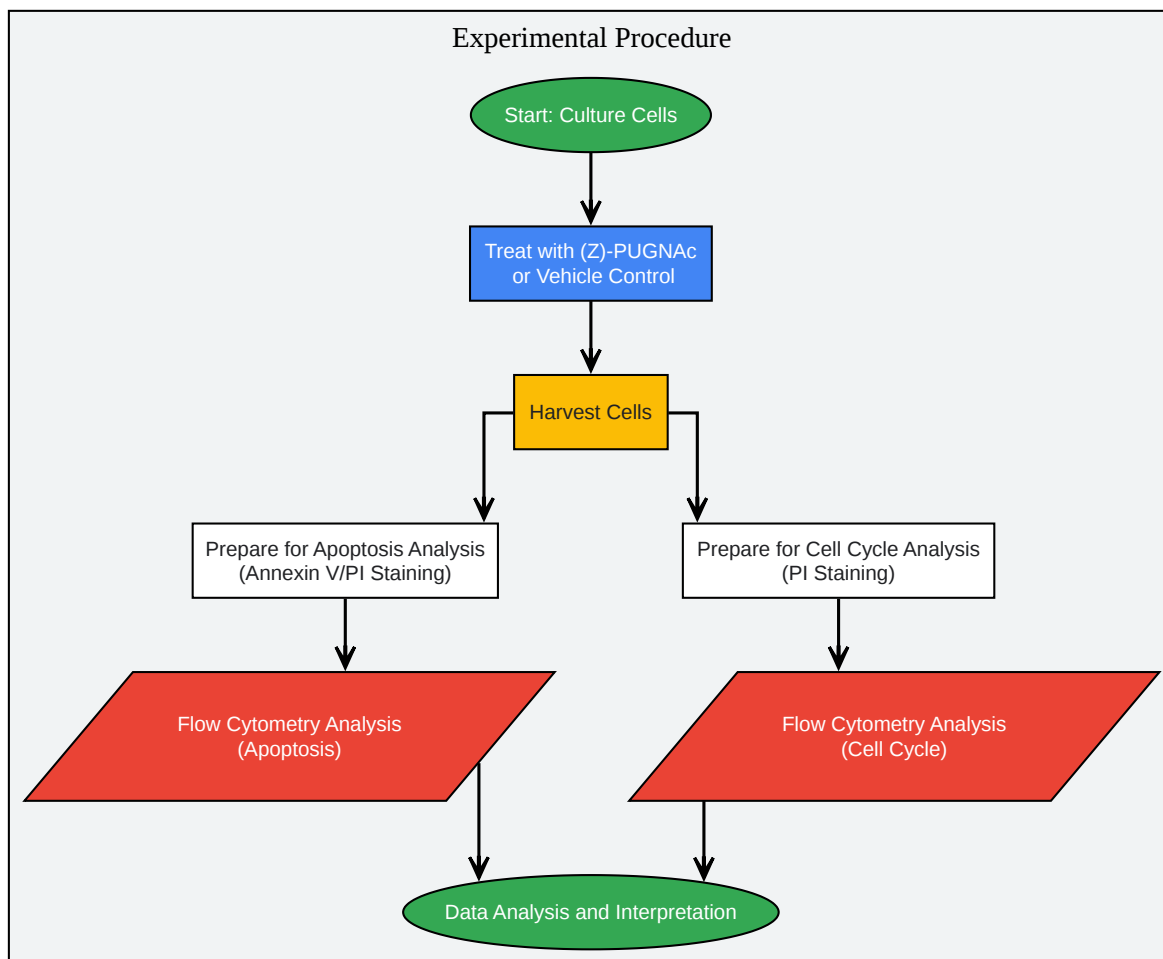 Experimental Procedure
Start: Culture Cells
Treat with (Z)-PUGNAc
or Vehicle Control
Harvest Cells
Prepare for Apoptosis Analysis
(Annexin V/PI Staining)
Prepare for Cell Cycle Analysis
(PI Staining)
Flow Cytometry Analysis
(Apoptosis)
Flow Cytometry Analysis
(Cell Cycle)
Data Analysis and Interpretation